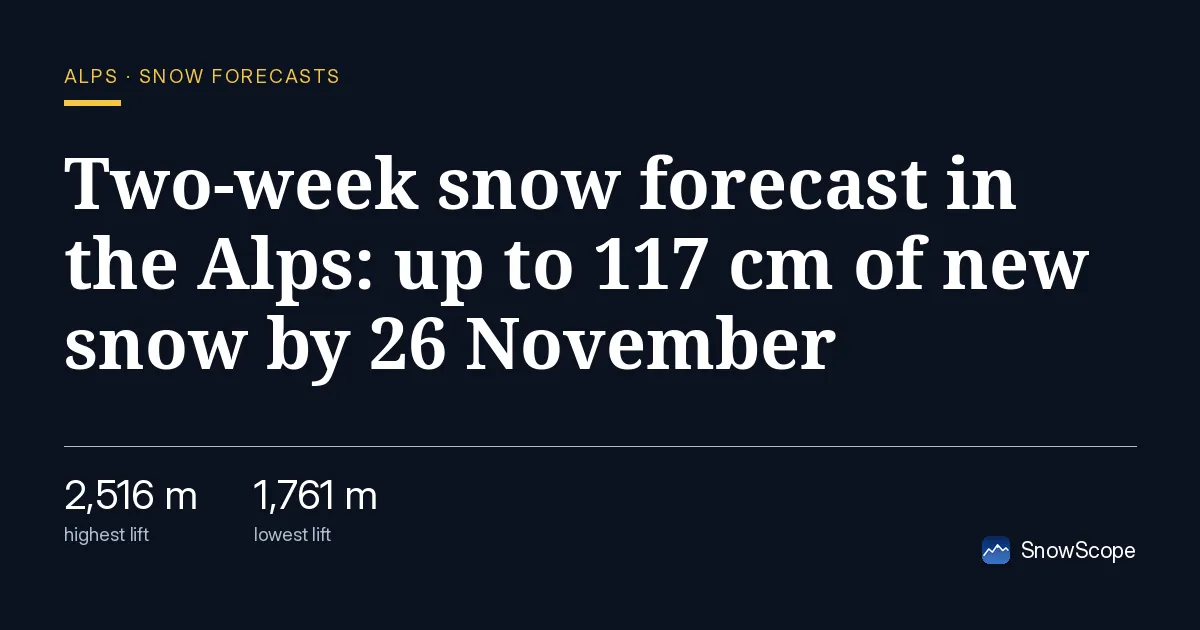 ALPS · SNOW FORECASTS
Two-week snow forecast in
the Alps: up to 117 cm of new
snow by 26 November
2,516 m
highest lift
1,761 m
lowest lift
SnowScope